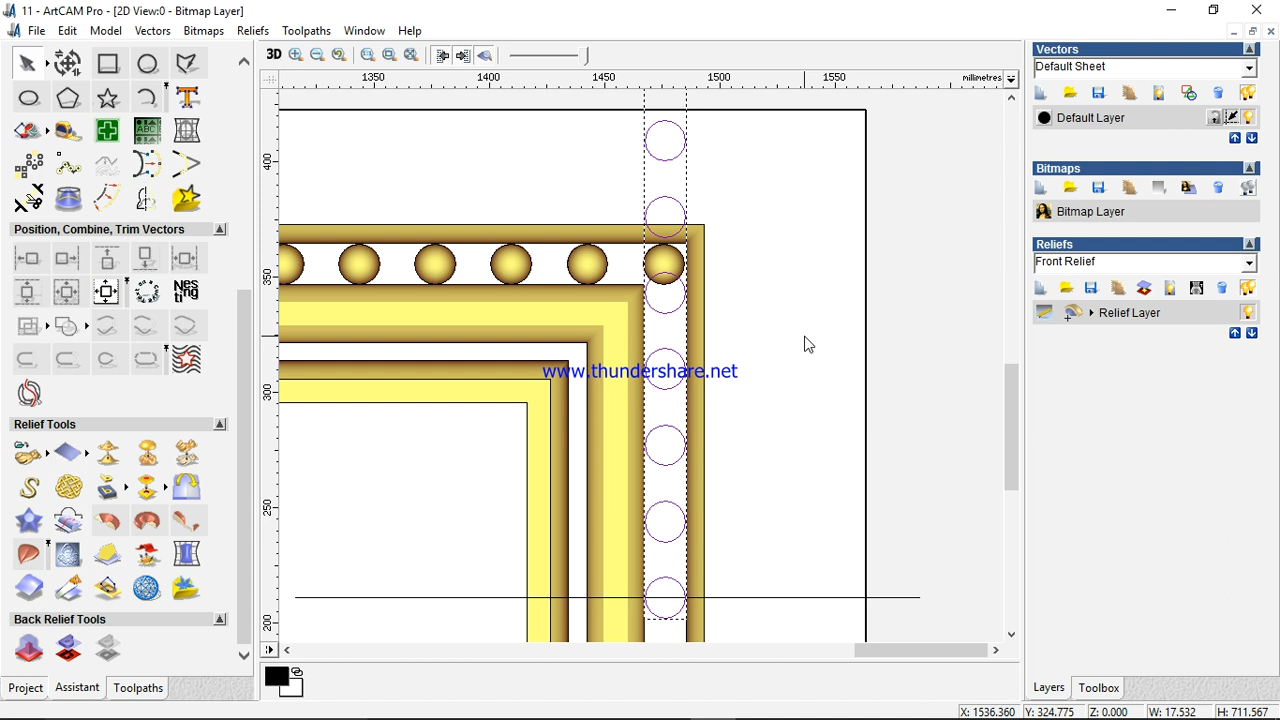 11 - ArtCAM Pro - [2D View:0 - Bitmap Layer]
File Edit Model Vectors Bitmaps Reliefs Toolpaths Window Help
3D
1350 1400 1450 1500 1550 millimetres
400
350
300
250
200
ABC
Position, Combine, Trim Vectors
Nes
ting
Relief Tools
Back Relief Tools
Project Assistant Toolpaths
www.thundershare.net
Vectors
Default Sheet
Default Layer
Bitmaps
Bitmap Layer
Reliefs
Front Relief
Relief Layer
Layers Toolbox
X: 1536.360 Y: 324.775 Z: 0.000 W: 17.532 H: 711.567